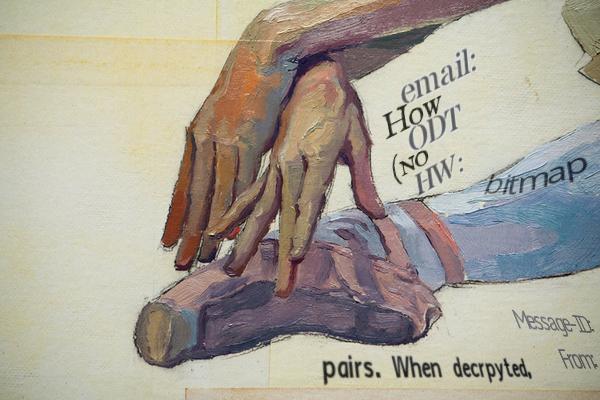 email:
How
ODT
(NO
HW:
bitmap
Message-ID:
From:
pairs. When decrpyted,